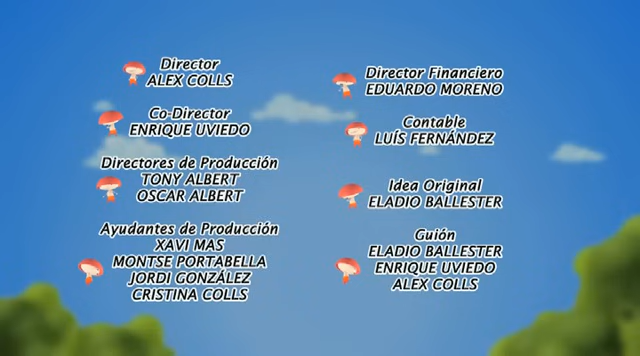 Director
ALEX COLLS
Co-Director
ENRIQUE UVIEDO
Directores de Producción
TONY ALBERT
OSCAR ALBERT
Ayudantes de Producción
XAVI MAS
MONTSE PORTABELLA
JORDI GONZÁLEZ
CRISTINA COLLS
Director Financiero
EDUARDO MORENO
Contable
LUÍS FERNÁNDEZ
Idea Original
ELADIO BALLESTER
Guión
ELADIO BALLESTER
ENRIQUE UVIEDO
ALEX COLLS